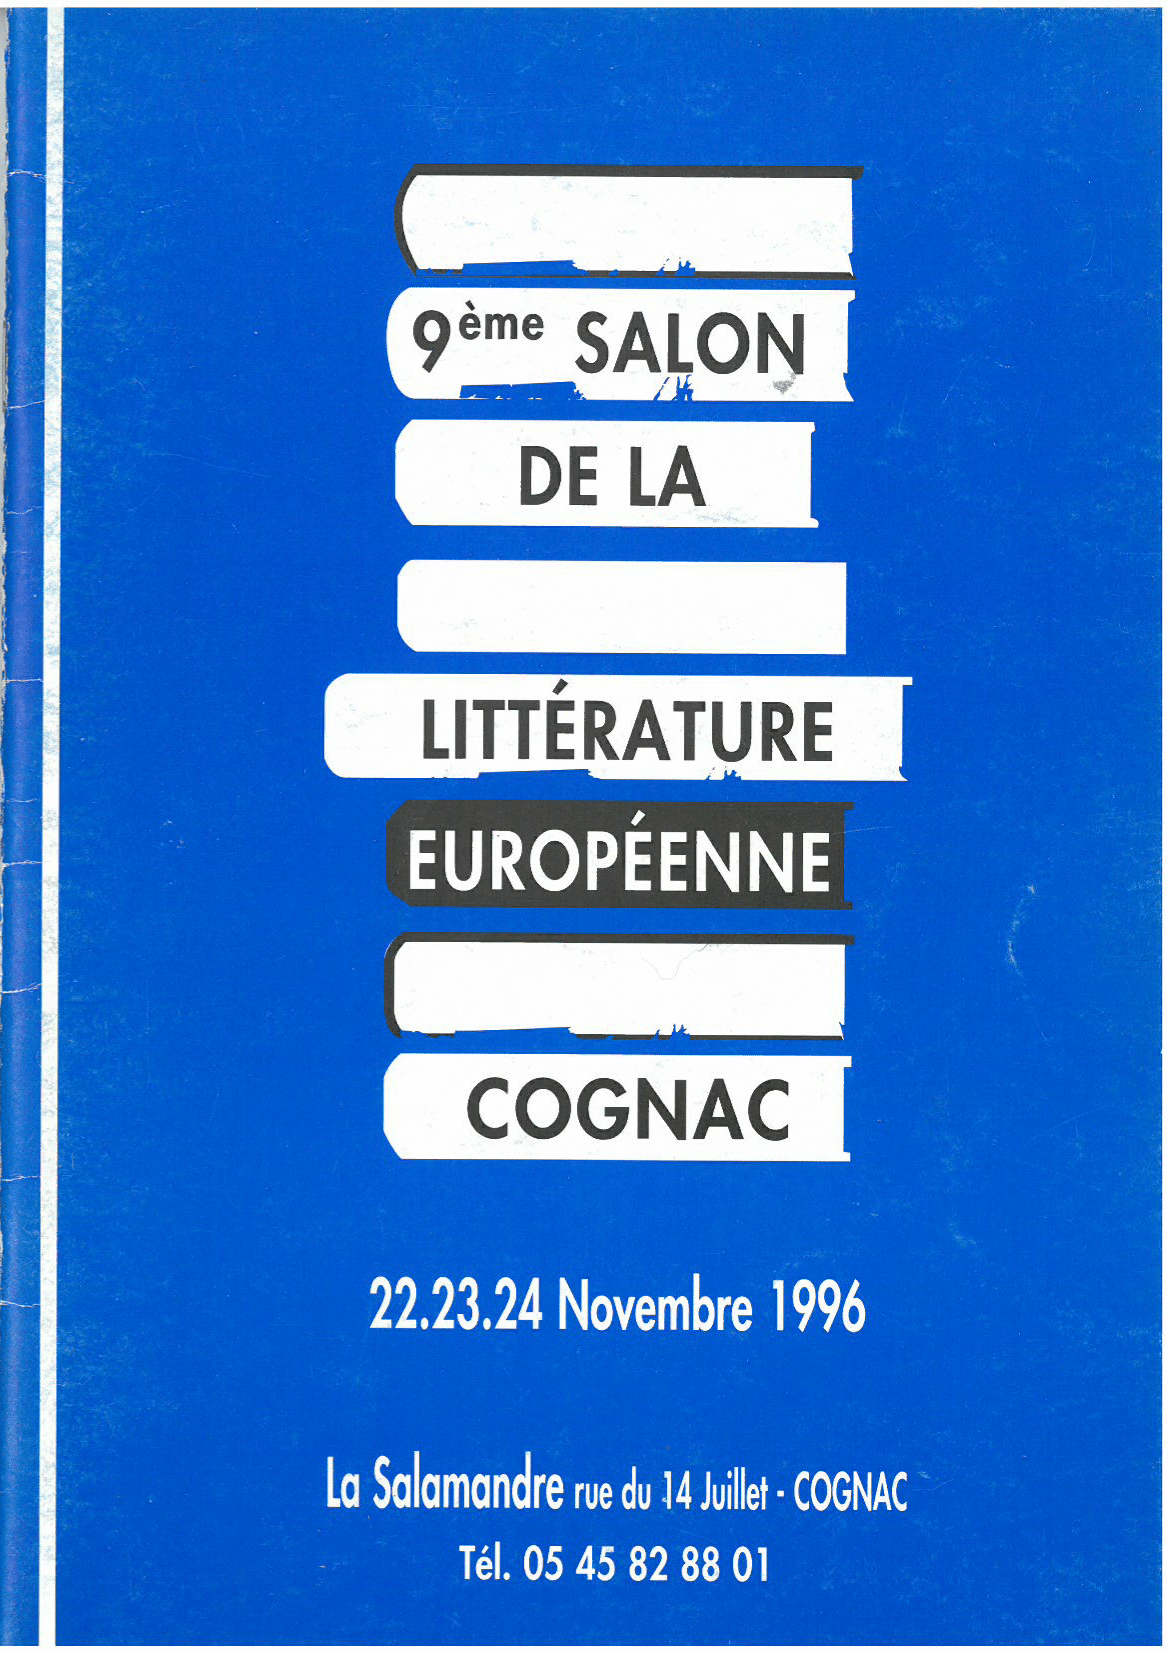 9ème SALON
DE LA
LITTÉRATURE
EUROPÉENNE
COGNAC
22.23.24 Novembre 1996
La Salamandre rue du 14 Juillet - COGNAC
Tél. 05 45 82 88 01